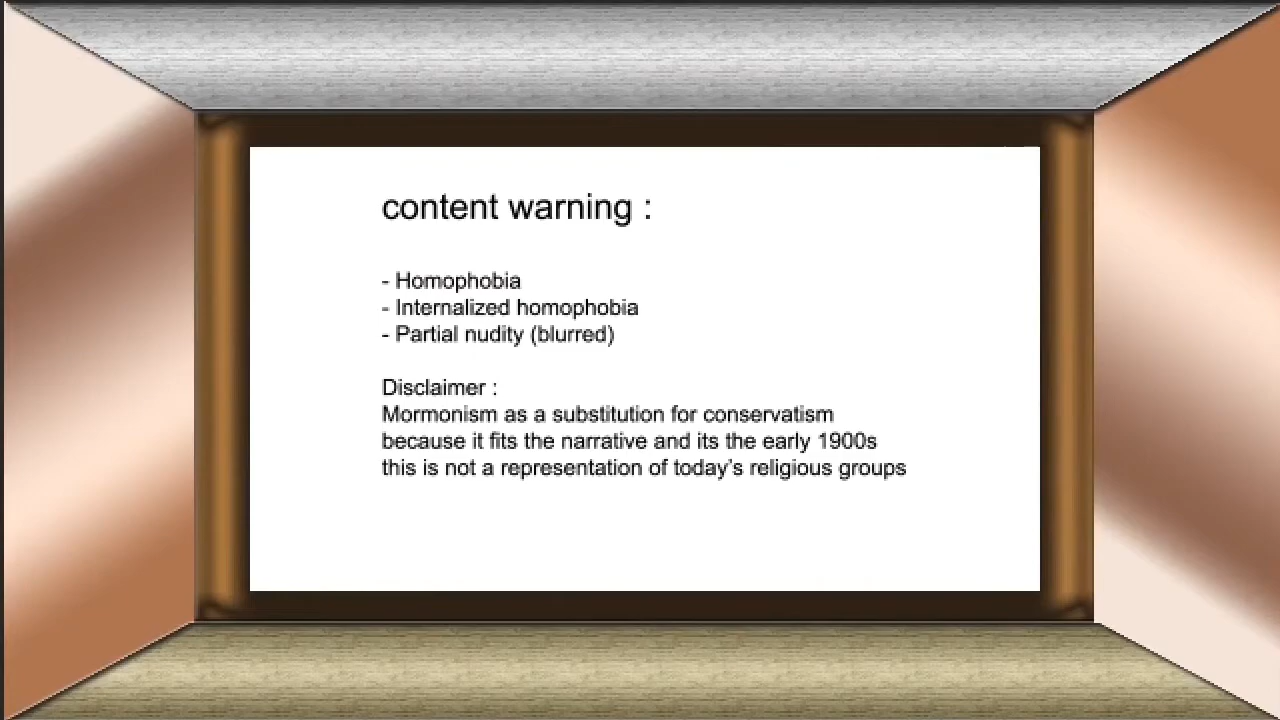 content warning :
- Homophobia
- Internalized homophobia
- Partial nudity (blurred)
Disclaimer :
Mormonism as a substitution for conservatism
because it fits the narrative and its the early 1900s
this is not a representation of today's religious groups